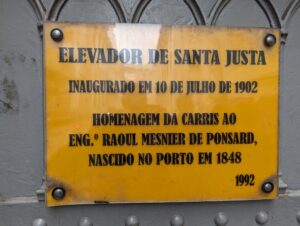 ELEVADOR DE SANTA JUSTA
INAUGURADO EM 10 DE JULHO DE 1902
HOMENAGEM DA CARRIS AO
ENG.º RAOUL MESNIER DE PONSARD,
NASCIDO NO PORTO EM 1848
1992